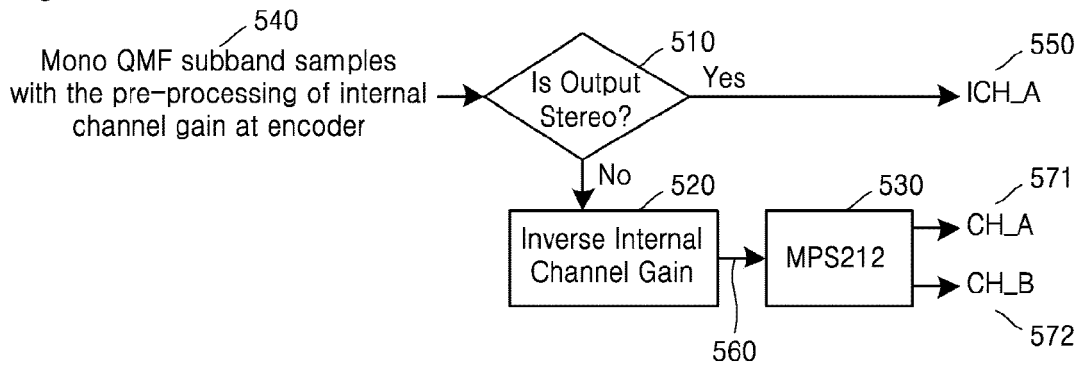 540
Mono QMF subband samples
with the pre-processing of internal
channel gain at encoder
510
Is Output
Stereo?
Yes
550
ICH_A
No
520
Inverse Internal
Channel Gain
560
530
MPS212
571
CH_A
CH_B
572